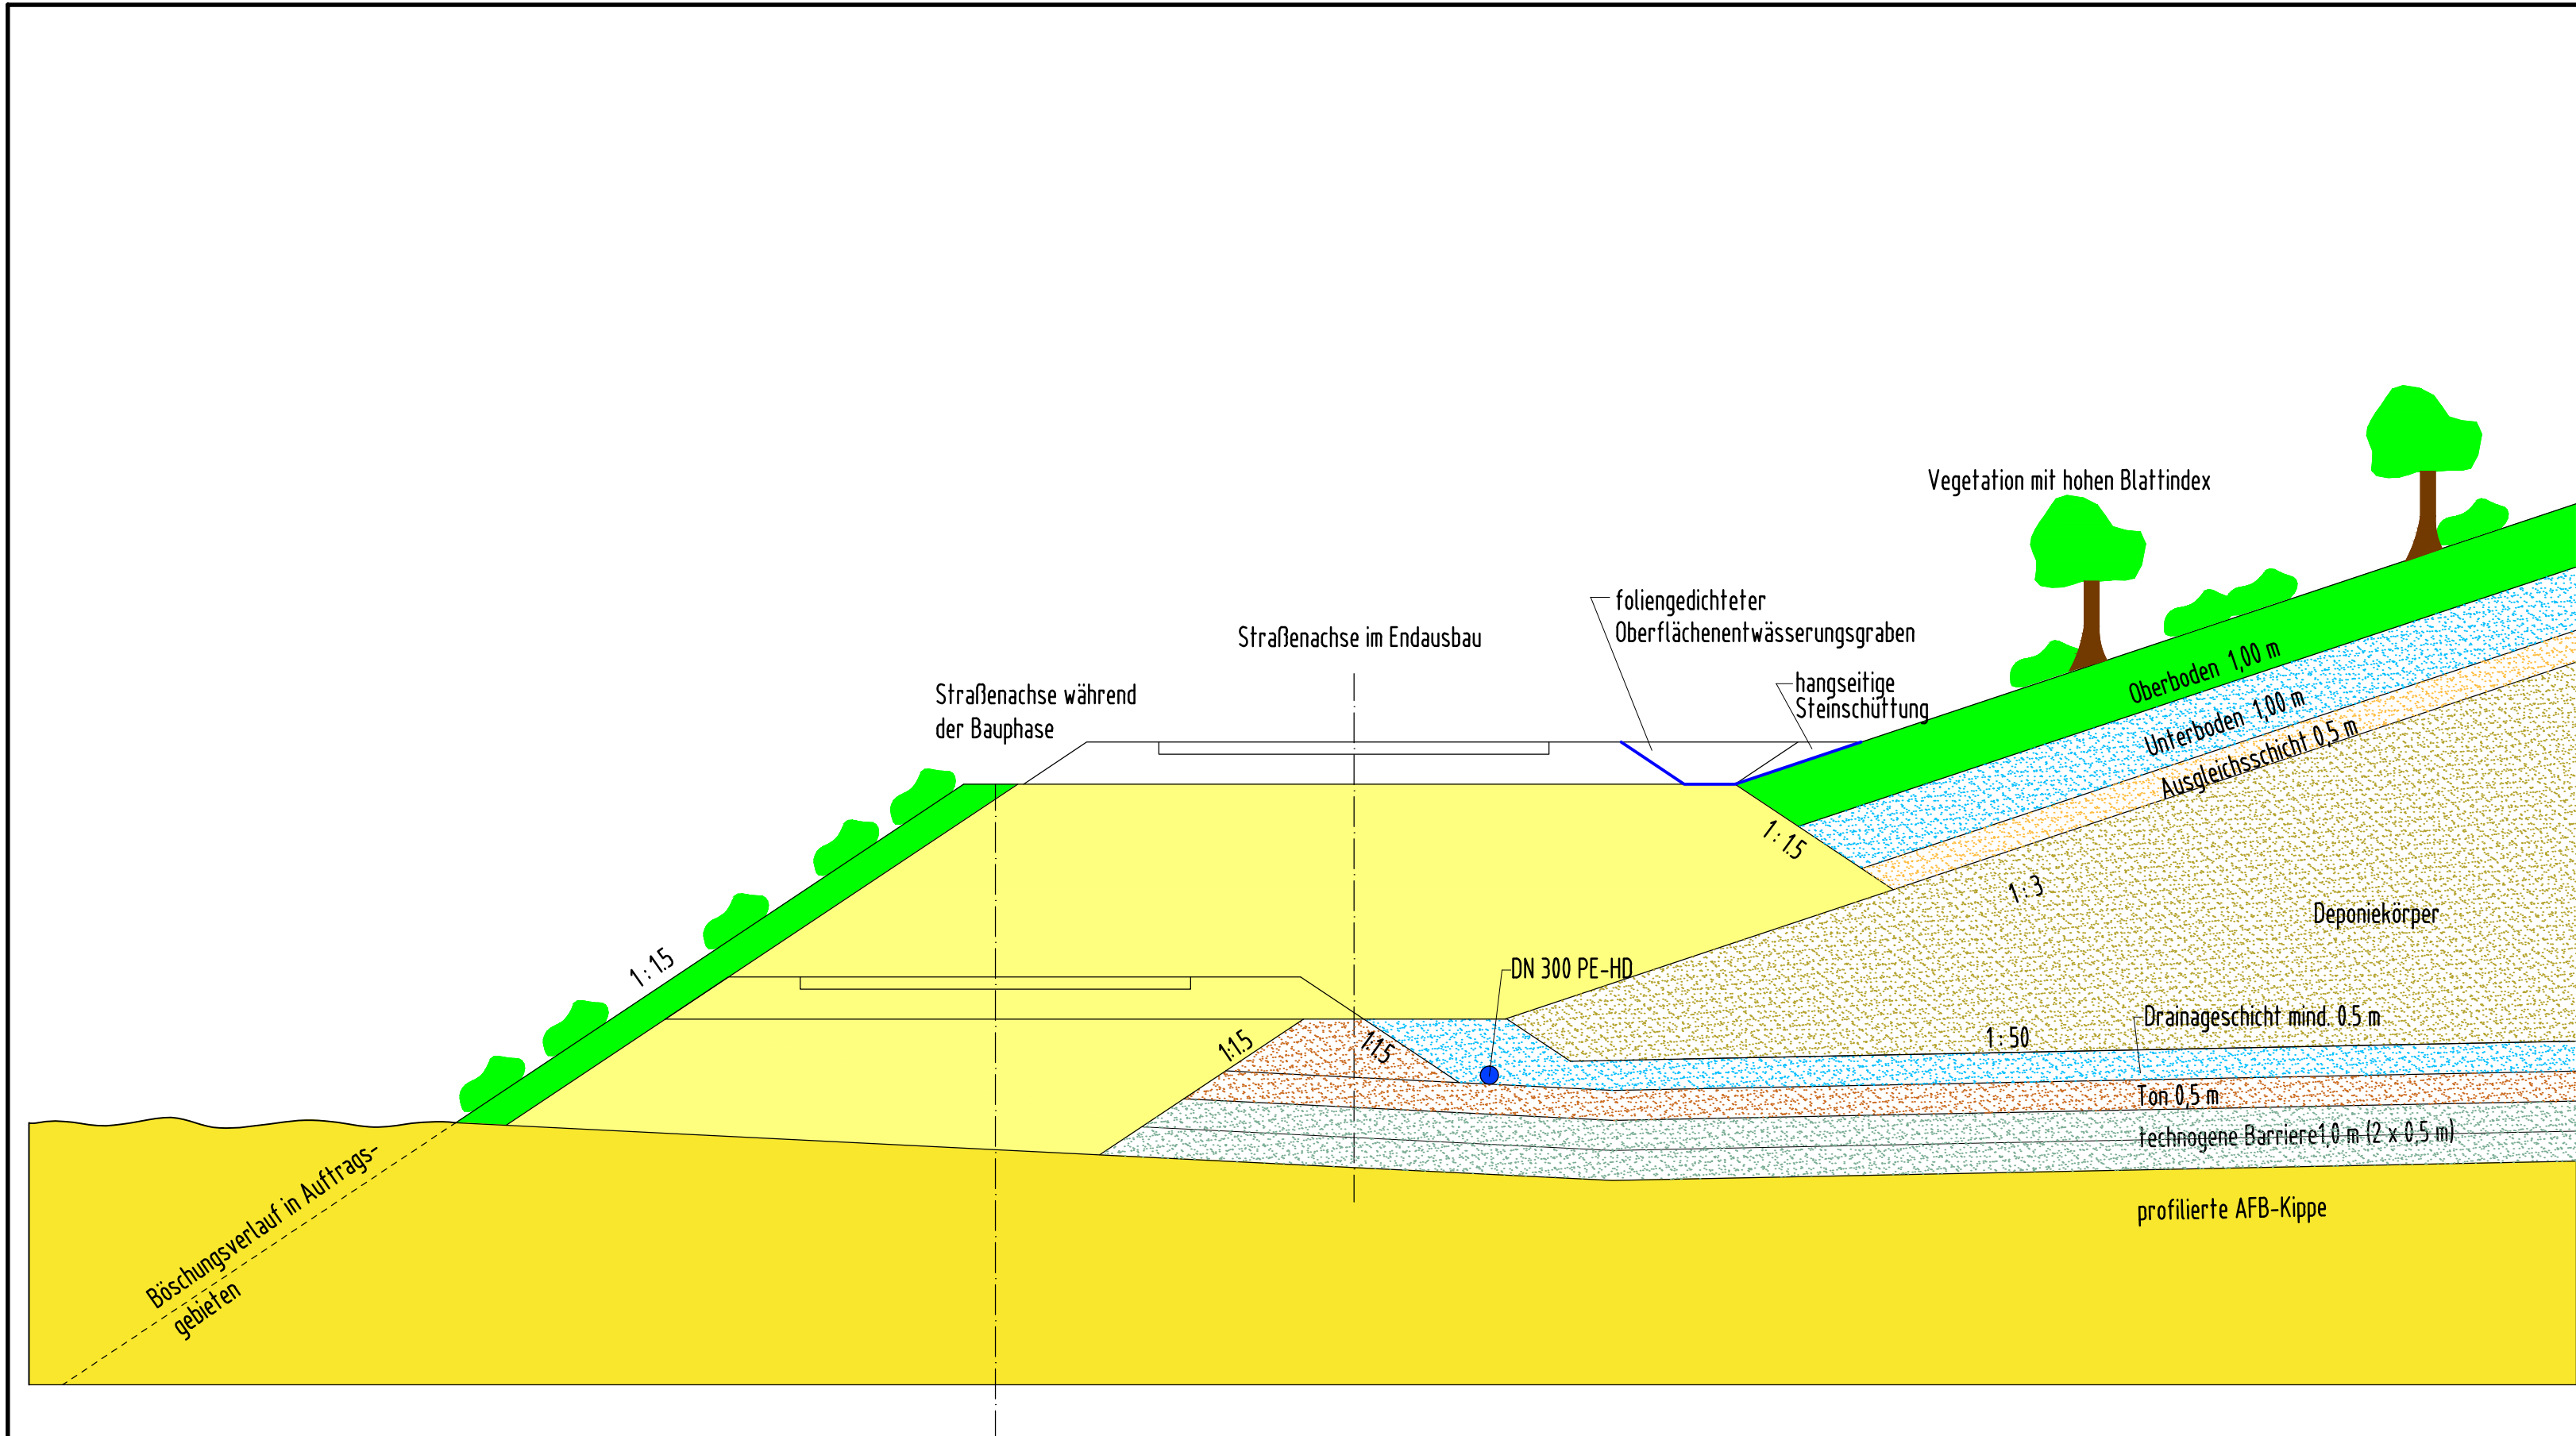 Vegetation mit hohen Blattindex
foliengedichteter
Oberflächenentwässerungsgraben
Straßenachse im Endausbau
hangseitige
Steinschüttung
Straßenachse während
der Bauphase
Oberboden 1,00 m
Unterboden 1,00 m
Ausgleichsschicht 0,5 m
1 : 1.5
1 : 3
Deponiekörper
1 : 1.5
DN 300 PE-HD
Drainageschicht mind. 0.5 m
1 : 50
1:1.5
1:1.5
Ton 0,5 m
technogene Barriere1,0 m (2 x 0,5 m)
profilierte AFB-Kippe
Böschungsverlauf in Auftrags-
gebieten